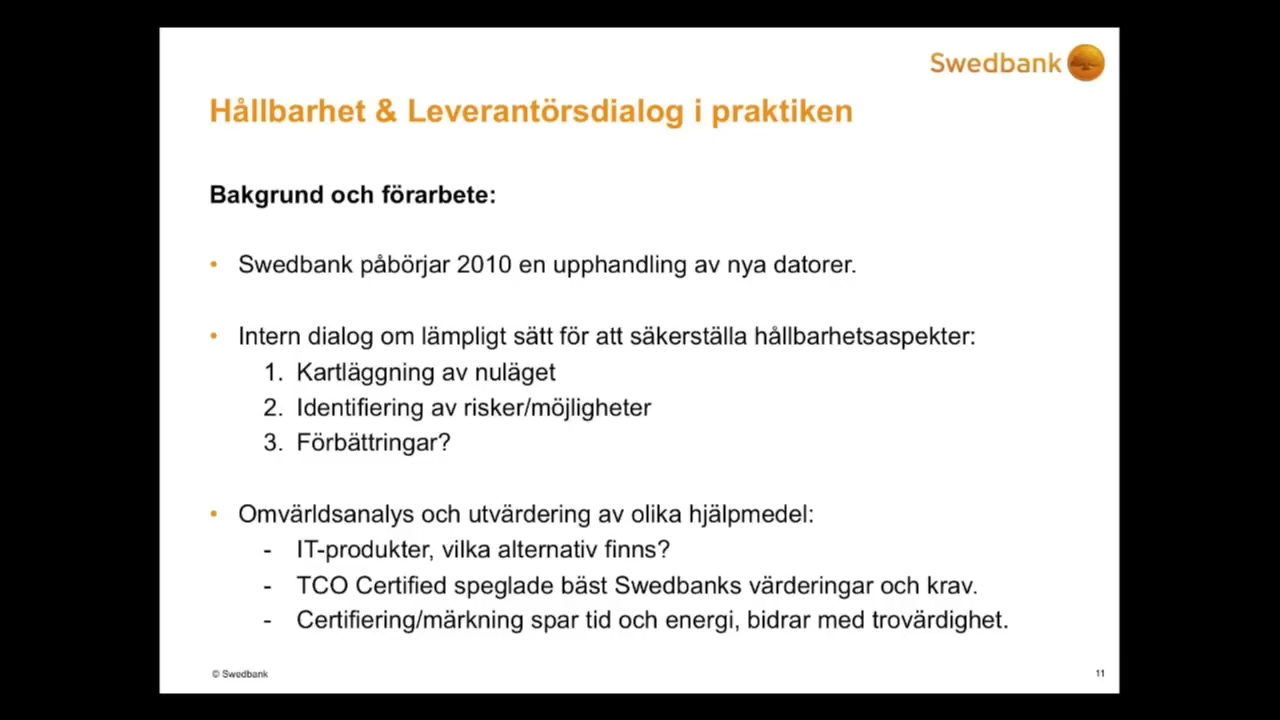 Swedbank
Hållbarhet & Leverantörsdialog i praktiken
Bakgrund och förarbete:
• Swedbank påbörjar 2010 en upphandling av nya datorer.
• Intern dialog om lämpligt sätt för att säkerställa hållbarhetsaspekter:
1. Kartläggning av nuläget
2. Identifiering av risker/möjligheter
3. Förbättringar?
• Omvärldsanalys och utvärdering av olika hjälpmedel:
- IT-produkter, vilka alternativ finns?
- TCO Certified speglade bäst Swedbanks värderingar och krav.
- Certifiering/märkning spar tid och energi, bidrar med trovärdighet.
© Swedbank
11